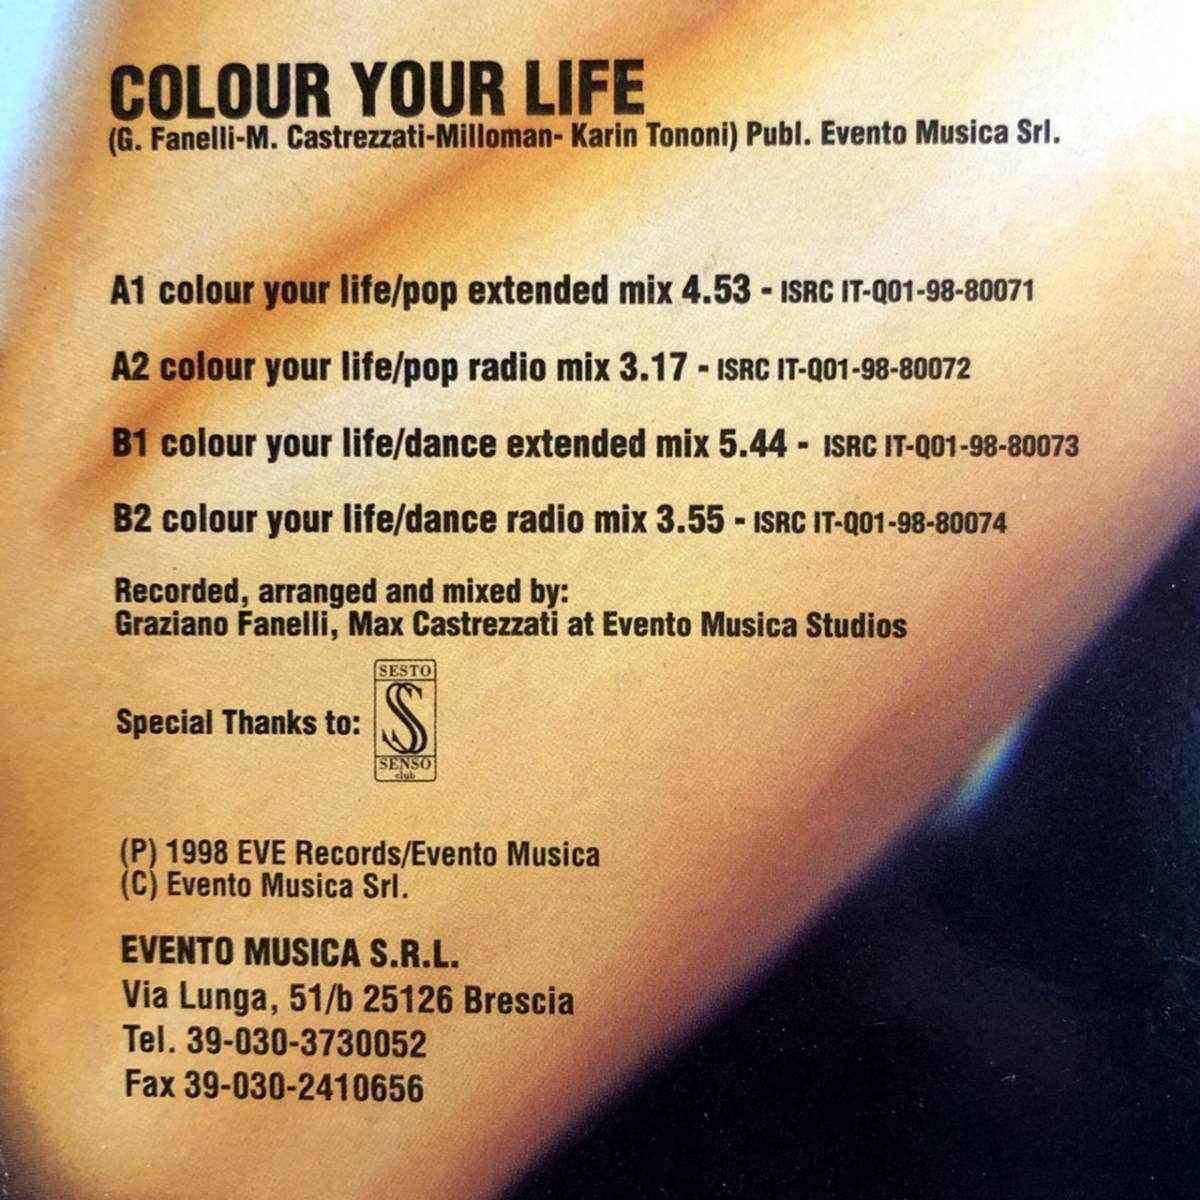 COLOUR YOUR LIFE
(G. Fanelli-M. Castrezzati-Milloman- Karin Tononi) Publ. Evento Musica Srl.
A1 colour your life/pop extended mix 4.53 - ISRC IT-Q01-98-80071
A2 colour your life/pop radio mix 3.17 - ISRC IT-Q01-98-80072
B1 colour your life/dance extended mix 5.44 - ISRC IT-Q01-98-80073
B2 colour your life/dance radio mix 3.55 - ISRC IT-Q01-98-80074
Recorded, arranged and mixed by:
Graziano Fanelli, Max Castrezzati at Evento Musica Studios
SESTO
Special Thanks to: SS
SENSO
club
(P) 1998 EVE Records/Evento Musica
(C) Evento Musica Srl.
EVENTO MUSICA S.R.L.
Via Lunga, 51/b 25126 Brescia
Tel. 39-030-3730052
Fax 39-030-2410656